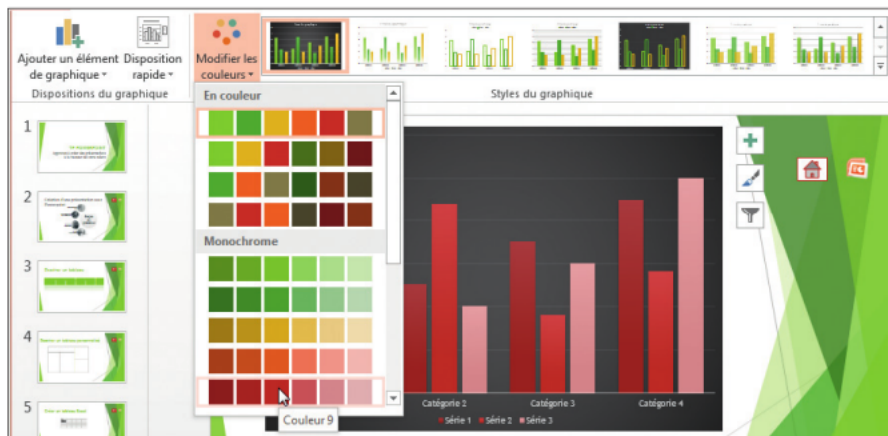 Ajouter un élément de graphique
Disposition rapide
Modifier les couleurs
Dispositions du graphique
Styles du graphique
En couleur
Monochrome
Couleur 9
1
2
3
4
5
Catégorie 2
Catégorie 3
Catégorie 4
Série 1
Série 2
Série 3